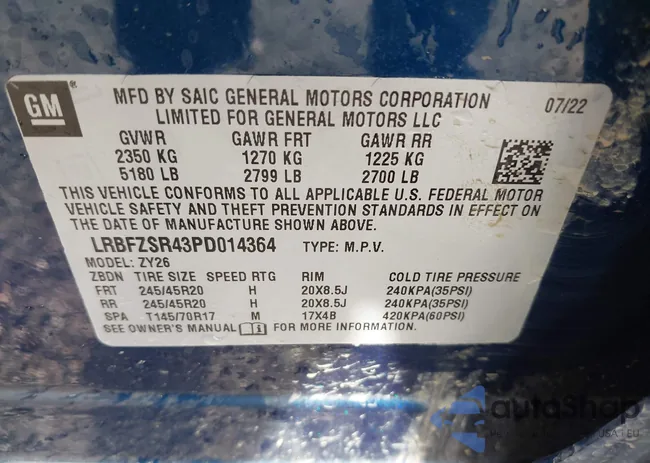 GM
MFD BY SAIC GENERAL MOTORS CORPORATION 07/22
LIMITED FOR GENERAL MOTORS LLC
GVWR GAWR FRT GAWR RR
2350 KG 1270 KG 1225 KG
5180 LB 2799 LB 2700 LB
THIS VEHICLE CONFORMS TO ALL APPLICABLE U.S. FEDERAL MOTOR
VEHICLE SAFETY AND THEFT PREVENTION STANDARDS IN EFFECT ON
THE DATE OF MANUFACTURE SHOWN ABOVE.
LRBFZSR43PD014364 TYPE: M.P.V.
MODEL: ZY26
ZBDN TIRE SIZE SPEED RTG RIM COLD TIRE PRESSURE
FRT 245/45R20 H 20X8.5J 240KPA(35PSI)
RR 245/45R20 H 20X8.5J 240KPA(35PSI)
SPA T145/70R17 M 17X4B 420KPA(60PSI)
SEE OWNER'S MANUAL FOR MORE INFORMATION.
autoShap